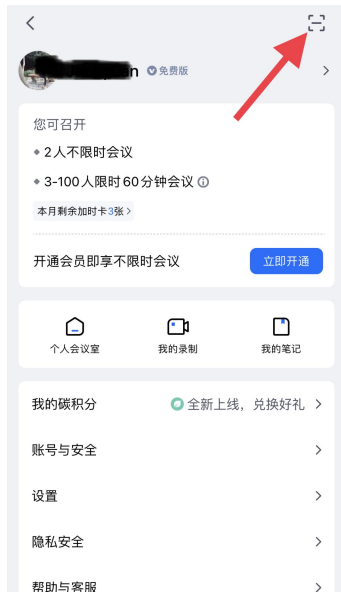 n 免费版
您可召开
2人不限时会议
3-100人限时60分钟会议
本月剩余加时卡3张
开通会员即享不限时会议 立即开通
个人会议室 我的录制 我的笔记
我的碳积分 全新上线，兑换好礼
账号与安全
设置
隐私安全
帮助与客服